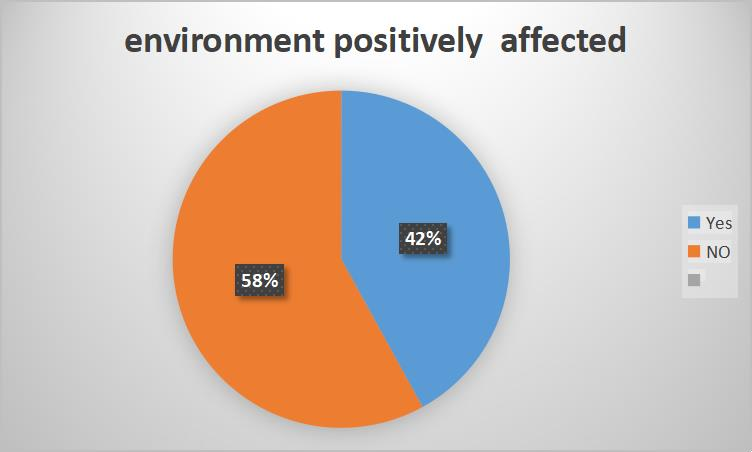 environment positively  affected
42%
58%
Yes
NO